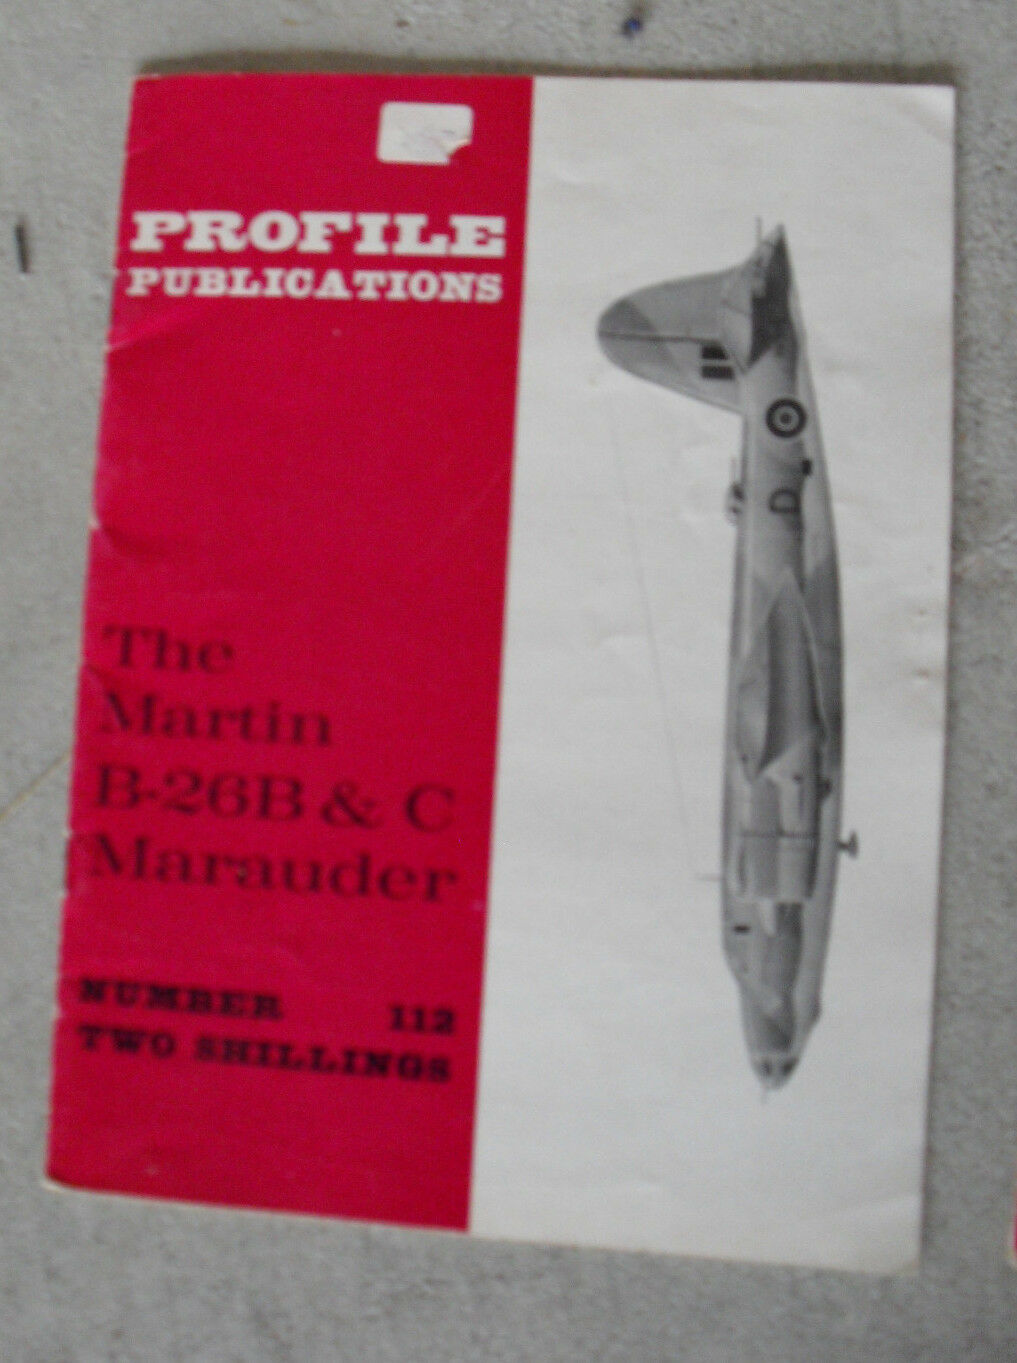 PROFILE
PUBLICATIONS
The
Martin
B-26B & C
Marauder
NUMBER 112
TWO SHILLINGS
D